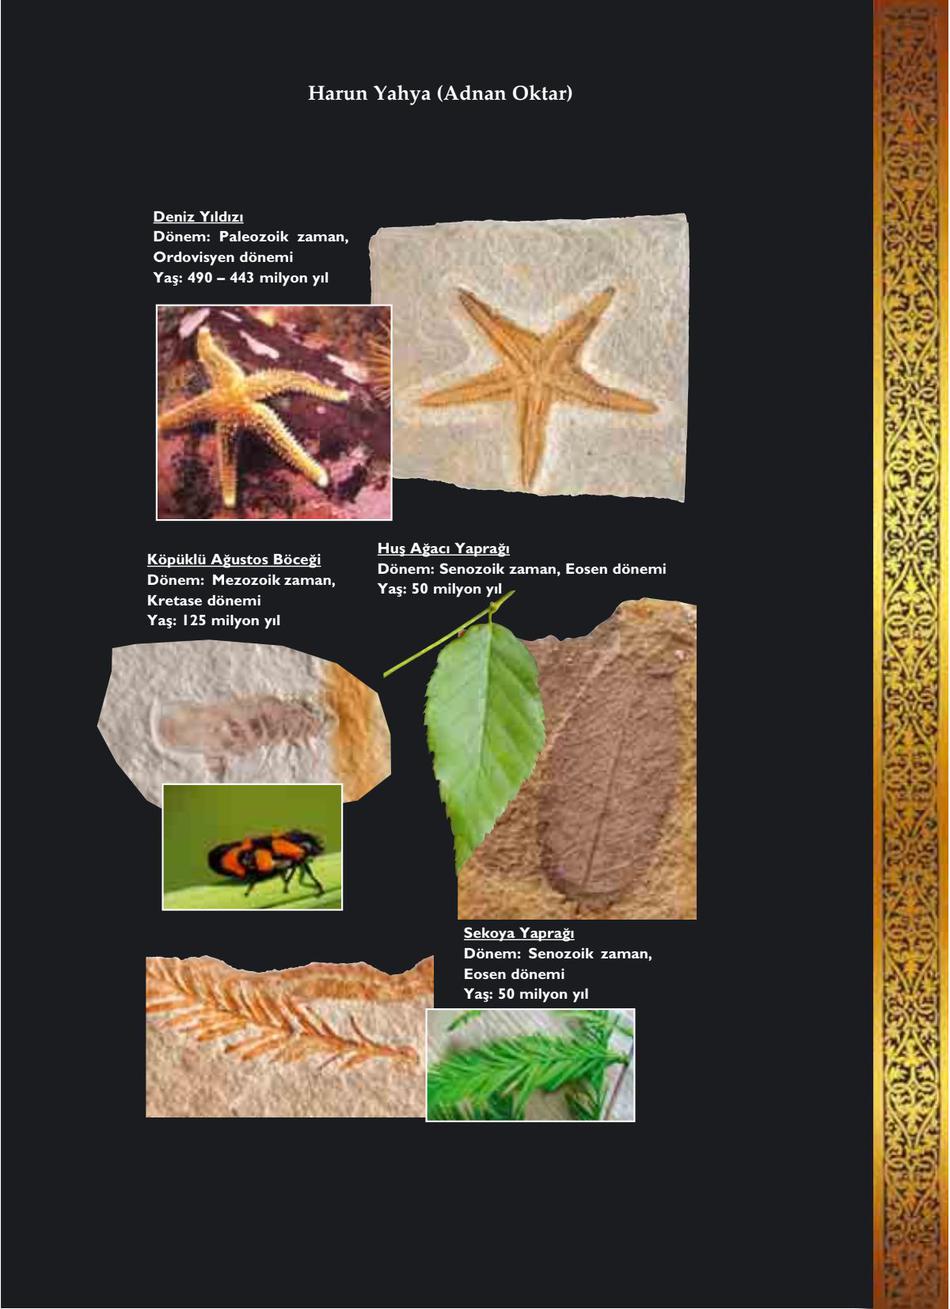 Harun Yahya (Adnan Oktar)
Deniz Yıldızı
Dönem: Paleozoik zaman,
Ordovisyen dönemi
Yaş: 490 – 443 milyon yıl
Köpüklü Ağustos Böceği
Dönem: Mezozoik zaman,
Kretase dönemi
Yaş: 125 milyon yıl
Huş Ağacı Yaprağı
Dönem: Senozoik zaman, Eosen dönemi
Yaş: 50 milyon yıl
Sekoya Yaprağı
Dönem: Senozoik zaman,
Eosen dönemi
Yaş: 50 milyon yıl